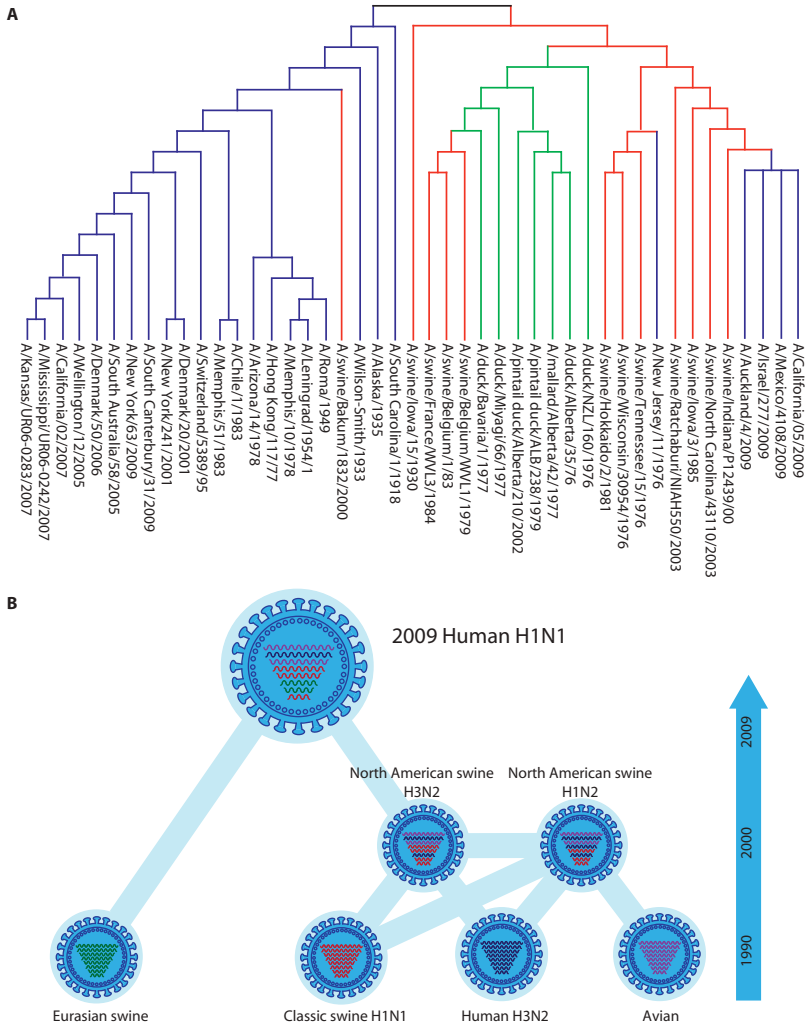 A
A/Kansas/UR06-0283/2007
A/Mississippi/UR06-0242/2007
A/California/02/2007
A/Wellington/12/2005
A/Denmark/50/2006
A/South Australia/58/2005
A/New York/63/2009
A/South Canterbury/31/2009
A/New York/241/2001
A/Denmark/20/2001
A/Switzerland/5389/95
A/Memphis/51/1983
A/Chile/1/1983
A/Arizona/14/1978
A/Hong Kong/117/77
A/Memphis/10/1978
A/Leningrad/1954/1
A/Roma/1949
A/swine/Bakum/1832/2000
A/Wilson-Smith/1933
A/Alaska/1935
A/South Carolina/1/1918
A/swine/Iowa/15/1930
A/swine/France/WVL3/1984
A/swine/Belgium/1/83
A/swine/Belgium/WVL1/1979
A/duck/Bavaria/1/1977
A/duck/Miyagi/66/1977
A/pintail duck/Alberta/210/2002
A/pintail duck/ALB/238/1979
A/mallard/Alberta/42/1977
A/duck/Alberta/35/76
A/duck/NZL/160/1976
A/swine/Hokkaido/2/1981
A/swine/Wisconsin/30954/1976
A/swine/Tennessee/15/1976
A/New Jersey/11/1976
A/swine/Ratchaburi/NIAH550/2003
A/swine/Iowa/3/1985
A/swine/North Carolina/43110/2003
A/swine/Indiana/P12439/00
A/Auckland/4/2009
A/Israel/277/2009
A/Mexico/4108/2009
A/California/05/2009
B
2009 Human H1N1
2009
North American swine
H3N2
North American swine
H1N2
2000
1990
Eurasian swine
Classic swine H1N1
Human H3N2
Avian